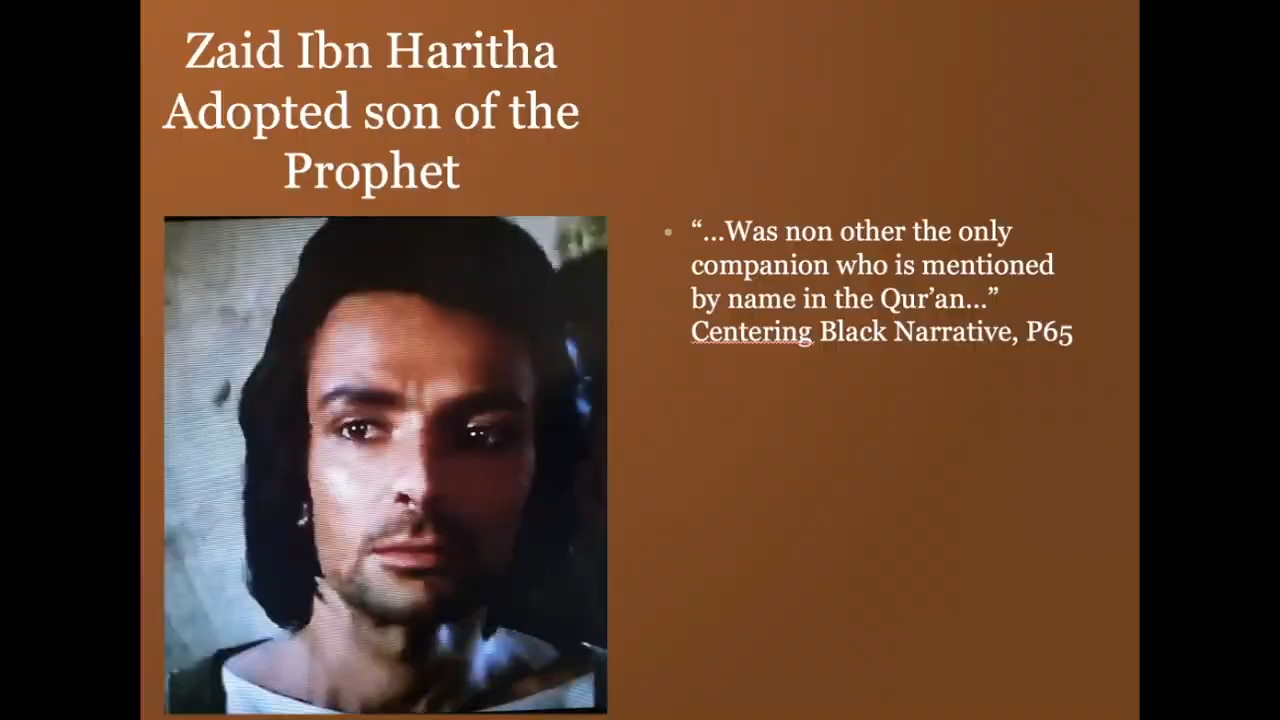 Zaid Ibn Haritha
Adopted son of the
Prophet
“...Was non other the only
companion who is mentioned
by name in the Qur’an...”
Centering Black Narrative, P65